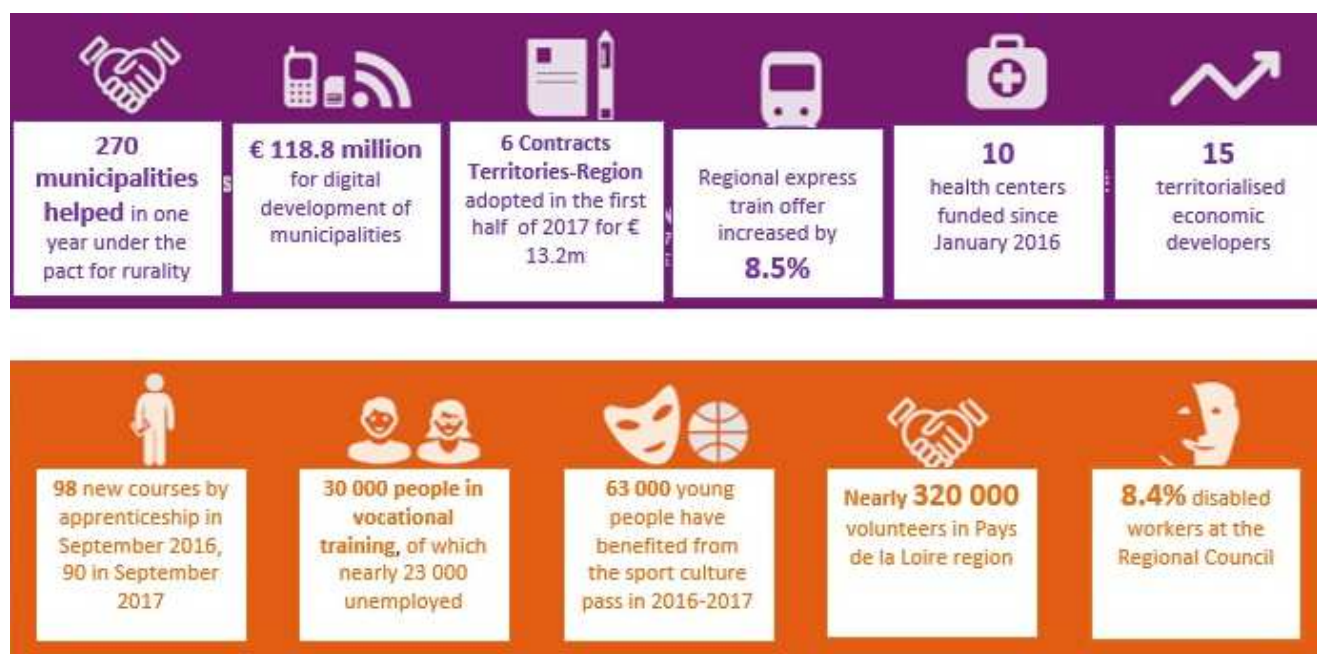 270
municipalities
helped in one
year under the
pact for rurality
€ 118.8 million
for digital
development of
municipalities
6 Contracts
Territories-Region
adopted in the first
half of 2017 for €
13.2m
Regional express
train offer
increased by
8.5%
10
health centers
funded since
January 2016
15
territorialised
economic
developers
98 new courses by
apprenticeship in
September 2016,
90 in September
2017
30 000 people in
vocational
training, of which
nearly 23 000
unemployed
63 000 young
people have
benefited from
the sport culture
pass in 2016-2017
Nearly 320 000
volunteers in Pays
de la Loire region
8.4% disabled
workers at the
Regional Council